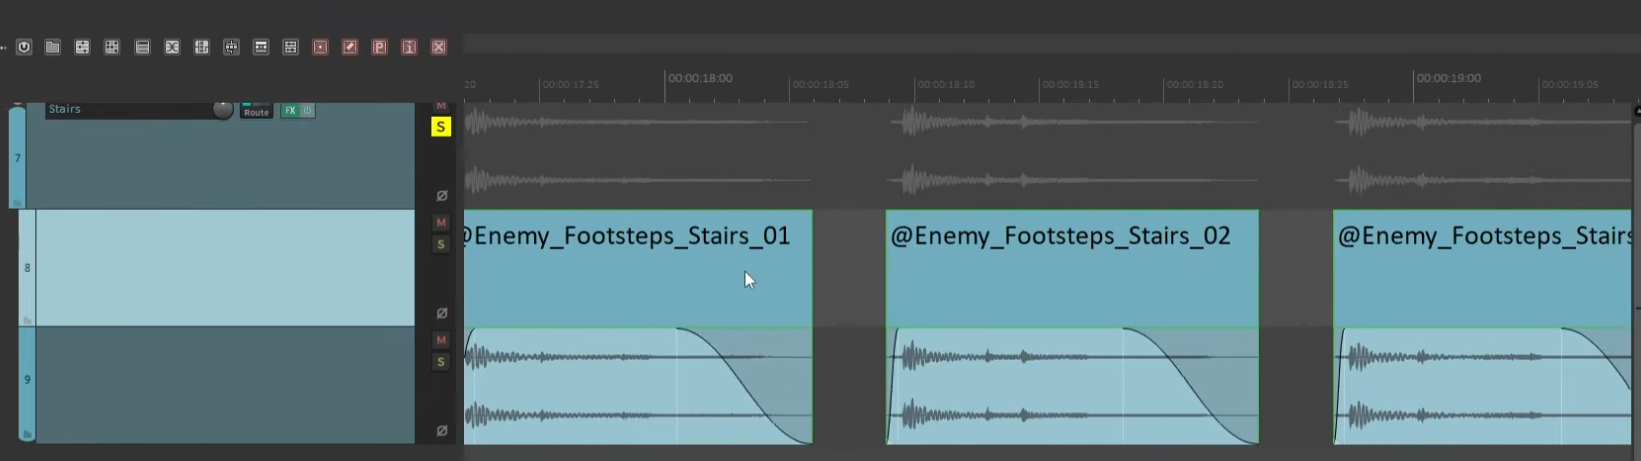 P
20
00:00:17:25
00:00:18:00
00:00:18:05
00:00:18:10
00:00:18:15
00:00:18:20
00:00:18:25
00:00:19:00
00:00:19:05
Stairs
Route
FX
M
S
7
@Enemy_Footsteps_Stairs_01
@Enemy_Footsteps_Stairs_02
@Enemy_Footsteps_Stairs
M
S
8
M
S
9